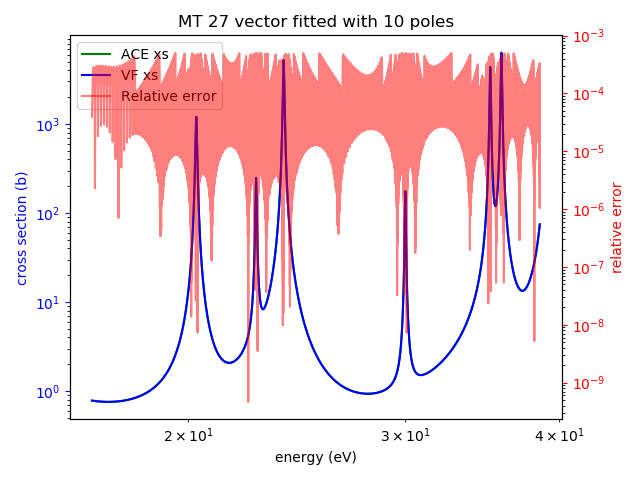 MT 27 vector fitted with 10 poles
ACE xs
VF xs
Relative error
cross section (b)
10³
10²
10¹
10⁰
10⁻³
10⁻⁴
10⁻⁵
10⁻⁶
10⁻⁷
10⁻⁸
10⁻⁹
relative error
2 × 10¹
3 × 10¹
4 × 10¹
energy (eV)